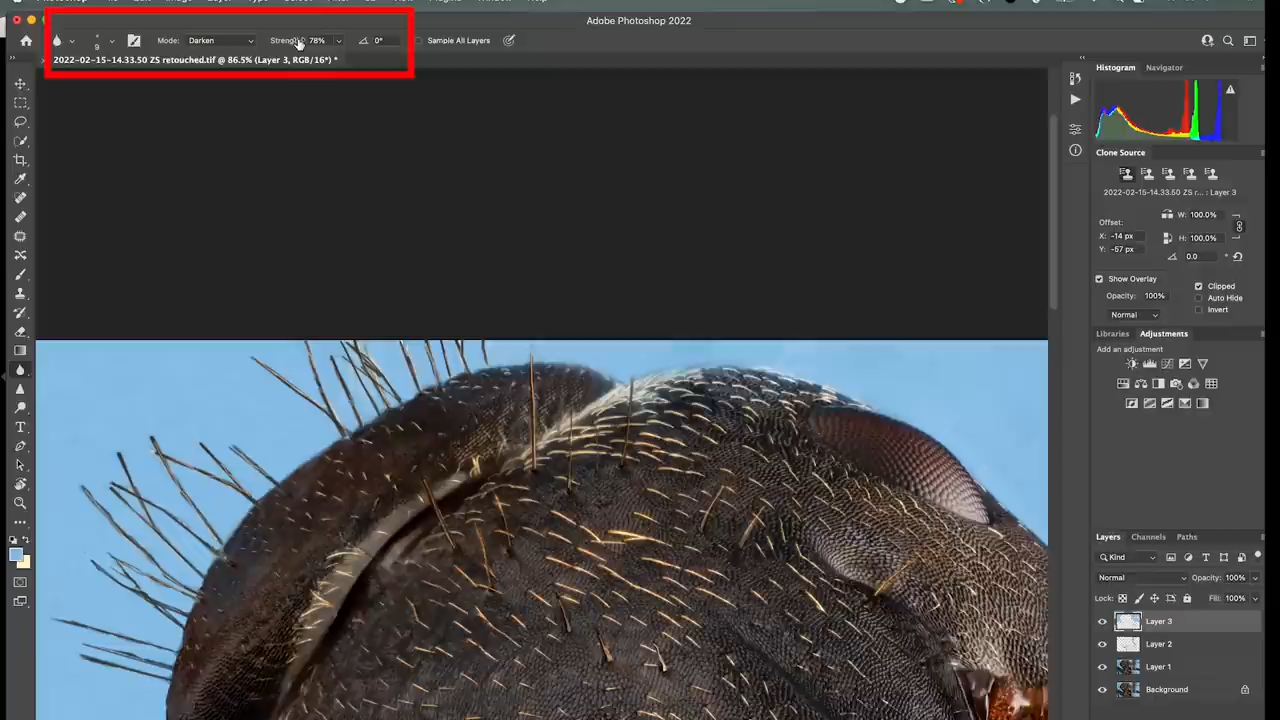 Adobe Photoshop 2022
9 Mode: Darken Strength: 78% 0° Sample All Layers
2022-02-15-14.33.50 ZS retouched.tif @ 86.5% (Layer 3, RGB/16*) *
Histogram Navigator
Clone Source
2022-02-15-14.33.50 ZS r... : Layer 3
W: 100.0%
Offset:
X: -14 px
H: 100.0%
Y: -57 px
0.0 °
Show Overlay
Clipped
Opacity: 100%
Auto Hide
Invert
Normal
Libraries Adjustments
Add an adjustment
Layers Channels Paths
Kind
Normal Opacity: 100%
Lock: Fill: 100%
Layer 3
Layer 2
Layer 1
Background